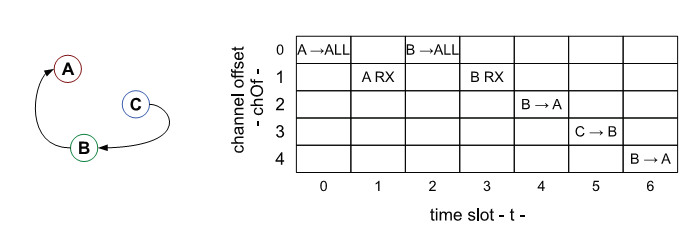 A
C
B
channel offset
- chOf -
0 A →ALL B →ALL
1 A RX B RX
2 B → A
3 C → B
4 B → A
0 1 2 3 4 5 6
time slot - t -